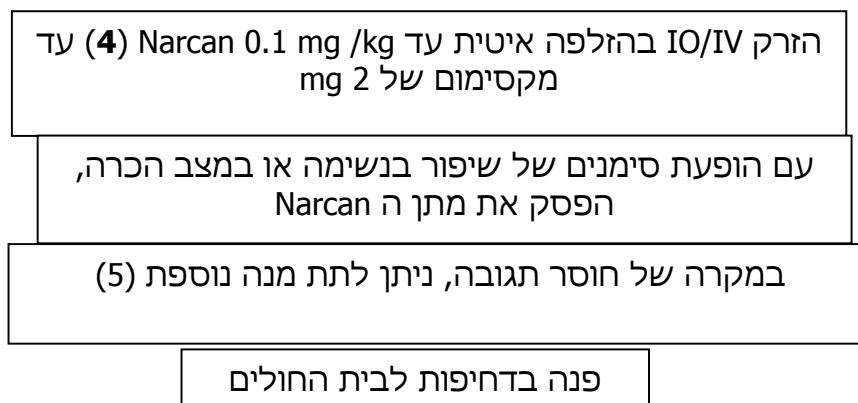 הזרק IO/IV בהזלפה איטית עד Narcan 0.1 mg /kg (4) עד
מקסימום של 2 mg
עם הופעת סימנים של שיפור בנשימה או במצב הכרה,
הפסק את מתן ה Narcan
במקרה של חוסר תגובה, ניתן לתת מנה נוספת (5)
פנה בדחיפות לבית החולים